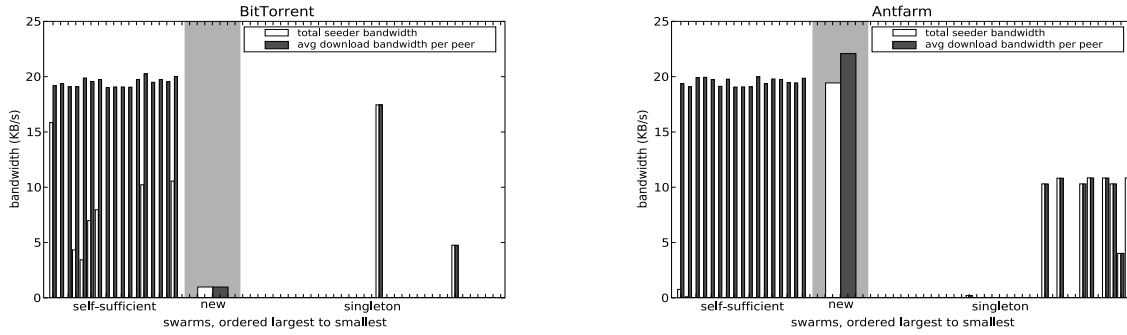 BitTorrent
total seeder bandwidth
avg download bandwidth per peer
bandwidth (KB/s)
25
20
15
10
5
0
self-sufficient
new
singleton
swarms, ordered largest to smallest
Antfarm
total seeder bandwidth
avg download bandwidth per peer
bandwidth (KB/s)
25
20
15
10
5
0
self-sufficient
new
singleton
swarms, ordered largest to smallest